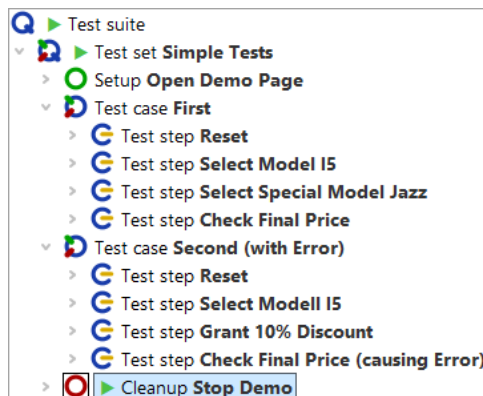 Test suite
Test set Simple Tests
Setup Open Demo Page
Test case First
Test step Reset
Test step Select Model I5
Test step Select Special Model Jazz
Test step Check Final Price
Test case Second (with Error)
Test step Reset
Test step Select Modell I5
Test step Grant 10% Discount
Test step Check Final Price (causing Error)
Cleanup Stop Demo